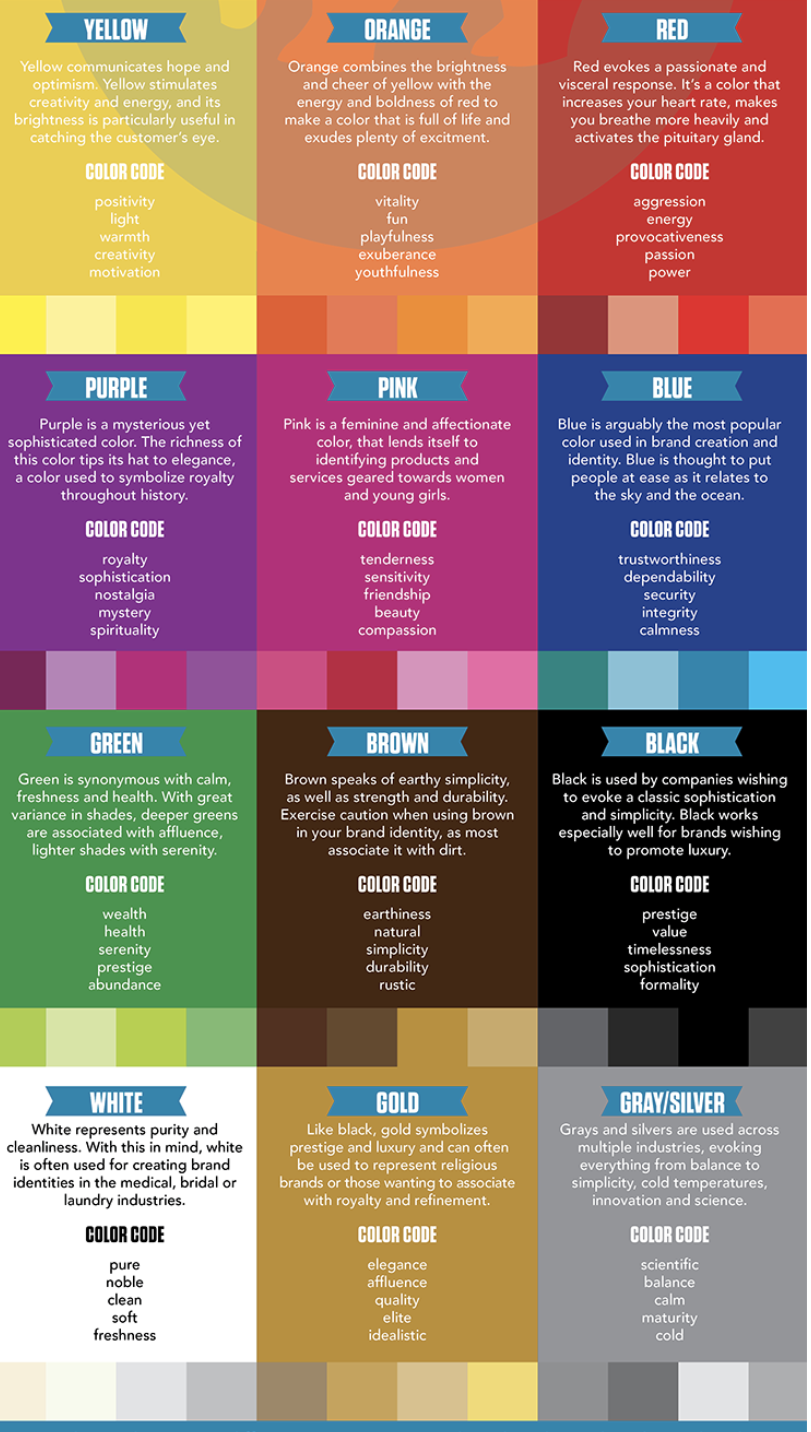 YELLOW
Yellow communicates hope and
optimism. Yellow stimulates
creativity and energy, and its
brightness is particularly useful in
catching the customer's eye.
COLOR CODE
positivity
light
warmth
creativity
motivation
ORANGE
Orange combines the brightness
and cheer of yellow with the
energy and boldness of red to
make a color that is full of life and
exudes plenty of excitment.
COLOR CODE
vitality
fun
playfulness
exuberance
youthfulness
RED
Red evokes a passionate and
visceral response. It's a color that
increases your heart rate, makes
you breathe more heavily and
activates the pituitary gland.
COLOR CODE
aggression
energy
provocativeness
passion
power
PURPLE
Purple is a mysterious yet
sophisticated color. The richness of
this color tips its hat to elegance,
a color used to symbolize royalty
throughout history.
COLOR CODE
royalty
sophistication
nostalgia
mystery
spirituality
PINK
Pink is a feminine and affectionate
color, that lends itself to
identifying products and
services geared towards women
and young girls.
COLOR CODE
tenderness
sensitivity
friendship
beauty
compassion
BLUE
Blue is arguably the most popular
color used in brand creation and
identity. Blue is thought to put
people at ease as it relates to
the sky and the ocean.
COLOR CODE
trustworthiness
dependability
security
integrity
calmness
GREEN
Green is synonymous with calm,
freshness and health. With great
variance in shades, deeper greens
are associated with affluence,
lighter shades with serenity.
COLOR CODE
wealth
health
serenity
prestige
abundance
BROWN
Brown speaks of earthy simplicity,
as well as strength and durability.
Exercise caution when using brown
in your brand identity, as most
associate it with dirt.
COLOR CODE
earthiness
natural
simplicity
durability
rustic
BLACK
Black is used by companies wishing
to evoke a classic sophistication
and simplicity. Black works
especially well for brands wishing
to promote luxury.
COLOR CODE
prestige
value
timelessness
sophistication
formality
WHITE
White represents purity and
cleanliness. With this in mind, white
is often used for creating brand
identities in the medical, bridal or
laundry industries.
COLOR CODE
pure
noble
clean
soft
freshness
GOLD
Like black, gold symbolizes
prestige and luxury and can often
be used to represent religious
brands or those wanting to associate
with royalty and refinement.
COLOR CODE
elegance
affluence
quality
elite
idealistic
GRAY/SILVER
Grays and silvers are used across
multiple industries, evoking
everything from balance to
simplicity, cold temperatures,
innovation and science.
COLOR CODE
scientific
balance
calm
maturity
cold